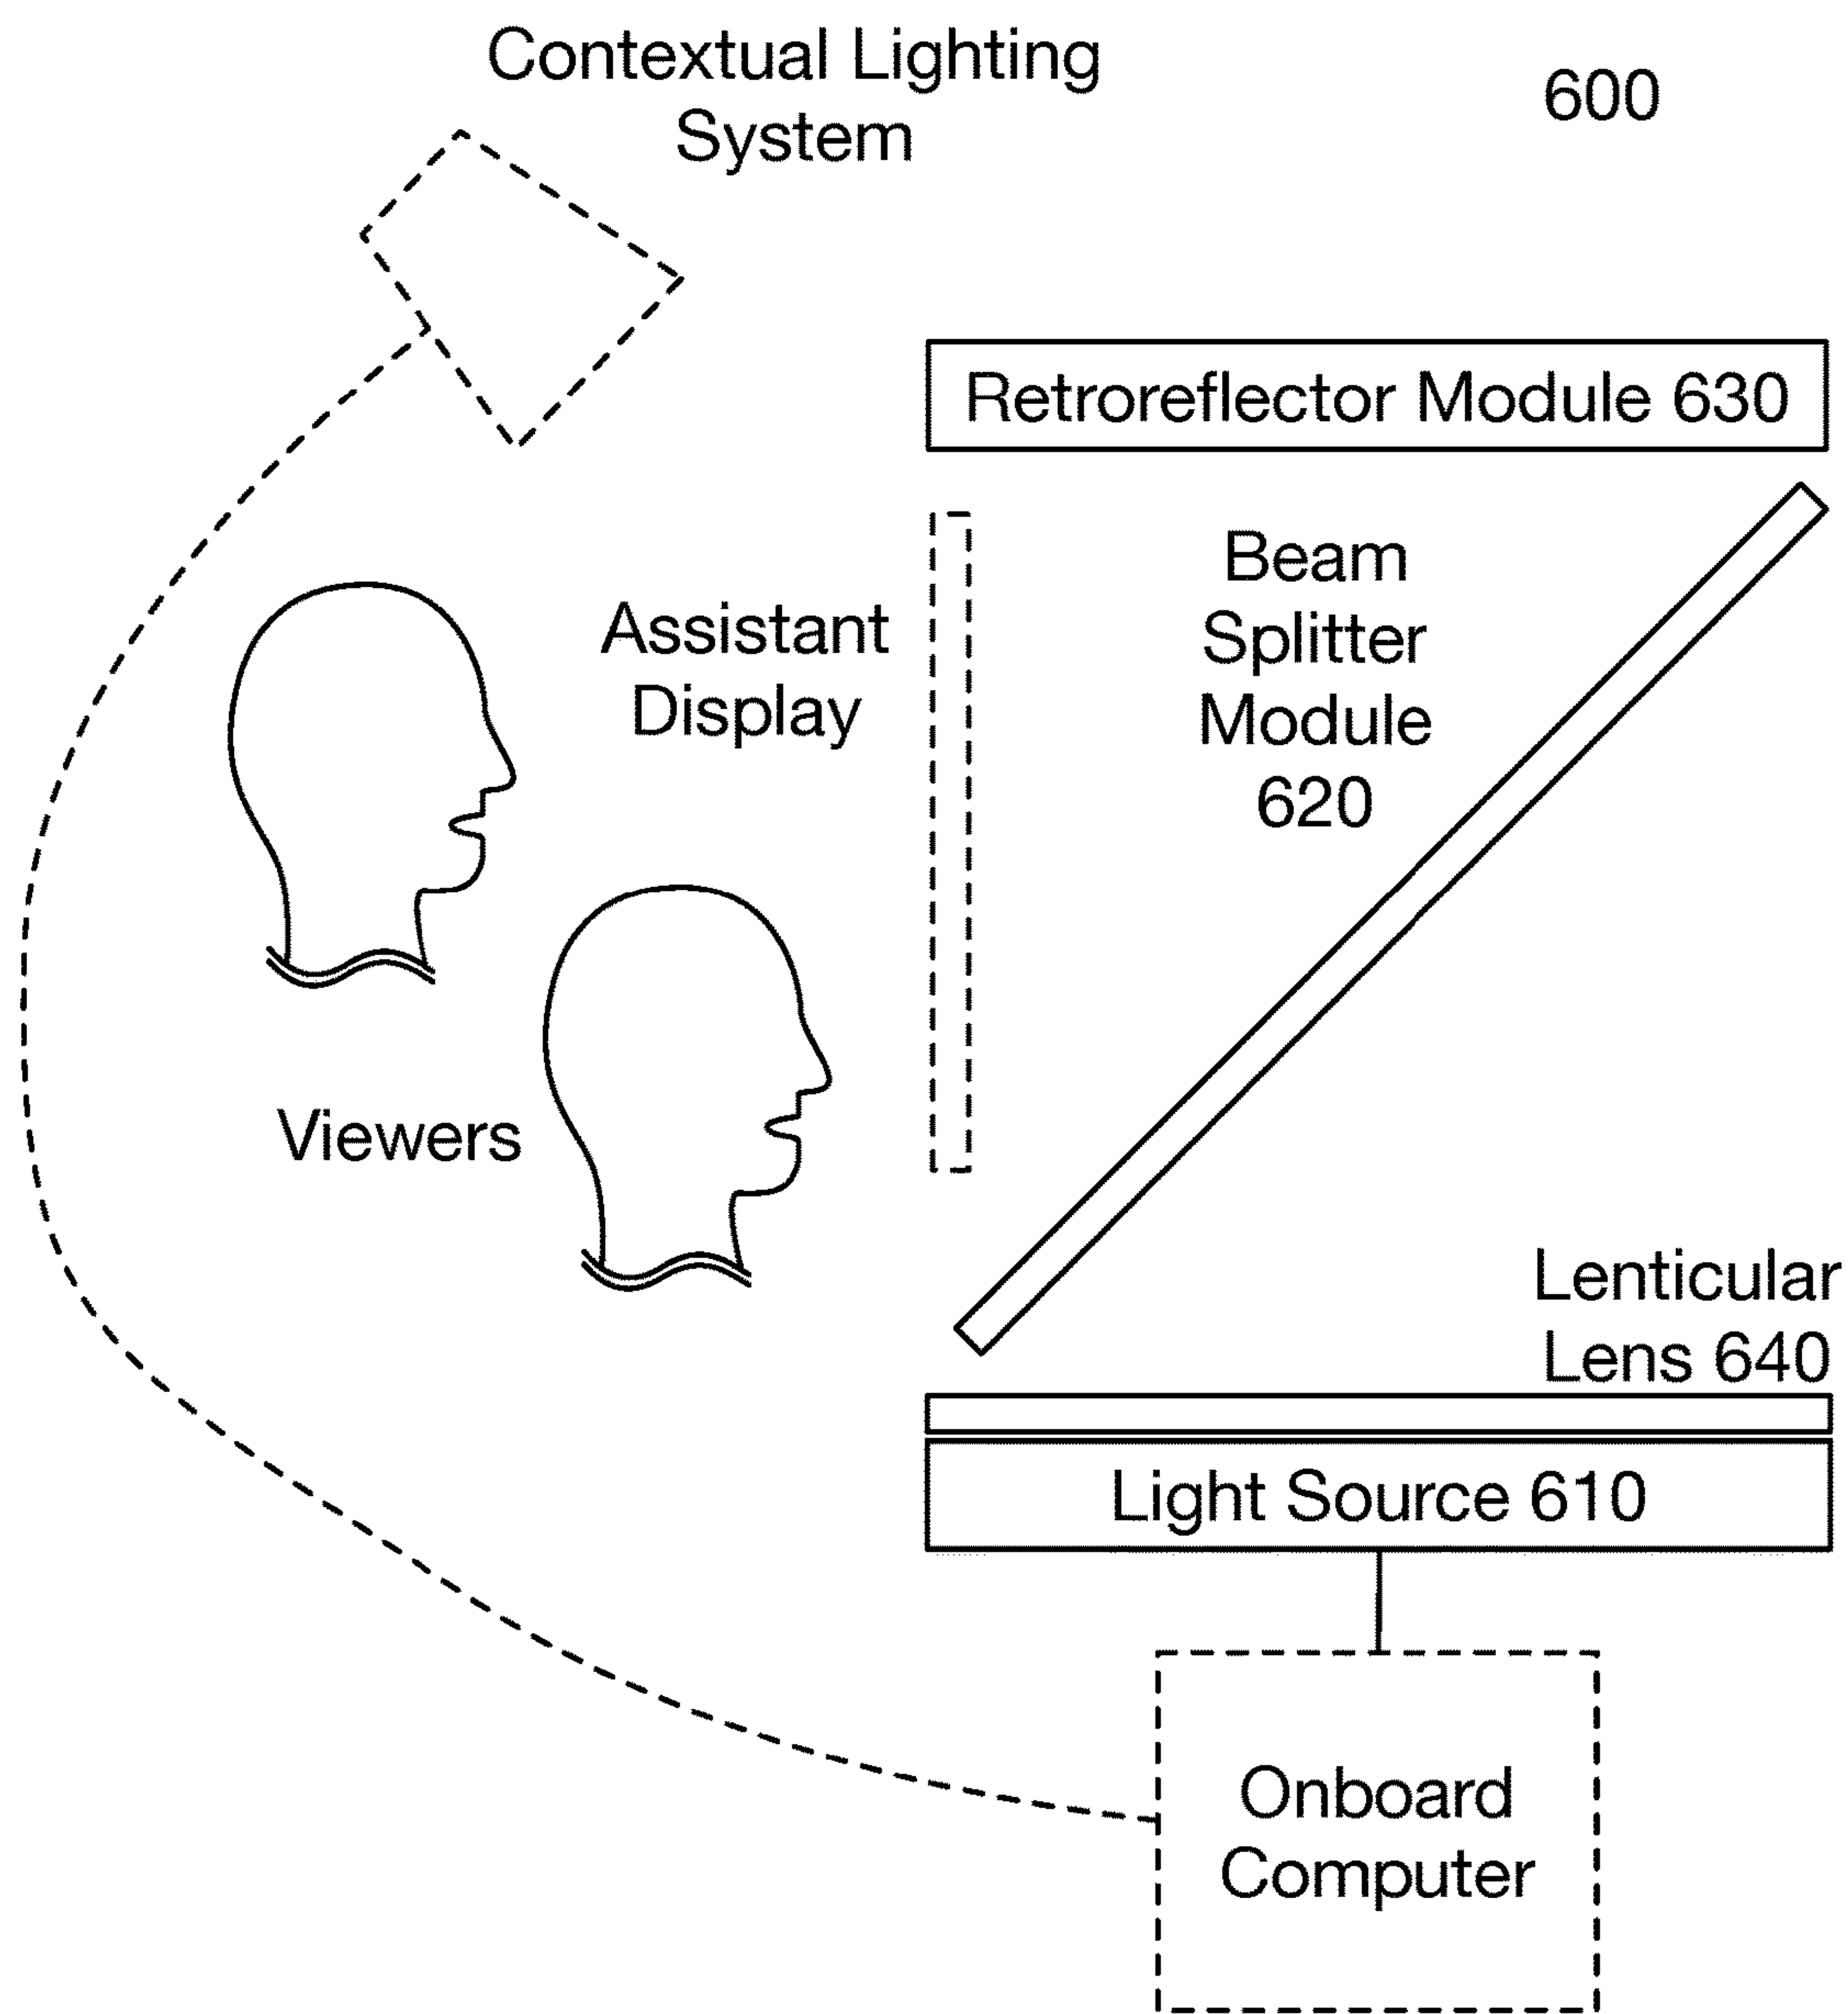 Contextual Lighting
System
600
Retroreflector Module 630
Beam
Splitter
Module
620
Assistant
Display
Viewers
Lenticular
Lens 640
Light Source 610
Onboard
Computer